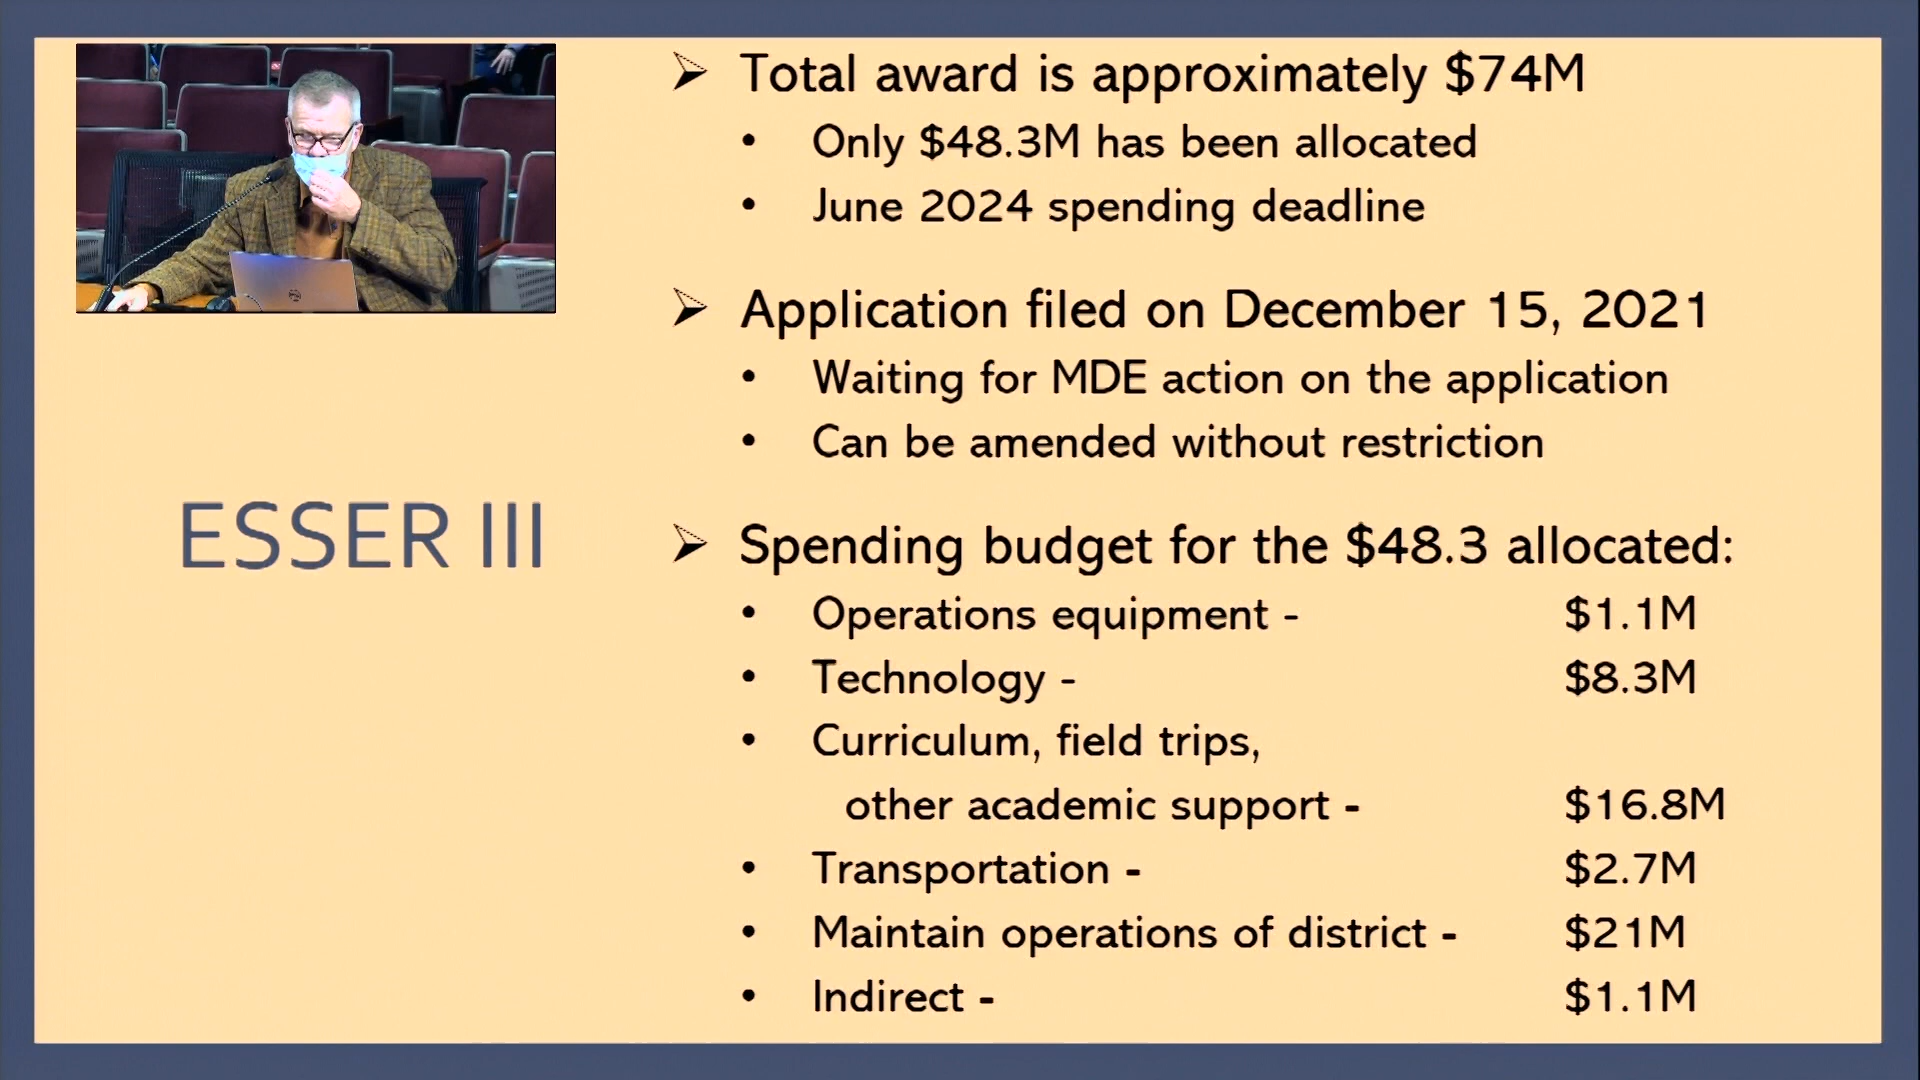 ESSER III
➢ Total award is approximately $74M
• Only $48.3M has been allocated
• June 2024 spending deadline
➢ Application filed on December 15, 2021
• Waiting for MDE action on the application
• Can be amended without restriction
➢ Spending budget for the $48.3 allocated:
• Operations equipment - $1.1M
• Technology - $8.3M
• Curriculum, field trips,
other academic support - $16.8M
• Transportation - $2.7M
• Maintain operations of district - $21M
• Indirect - $1.1M